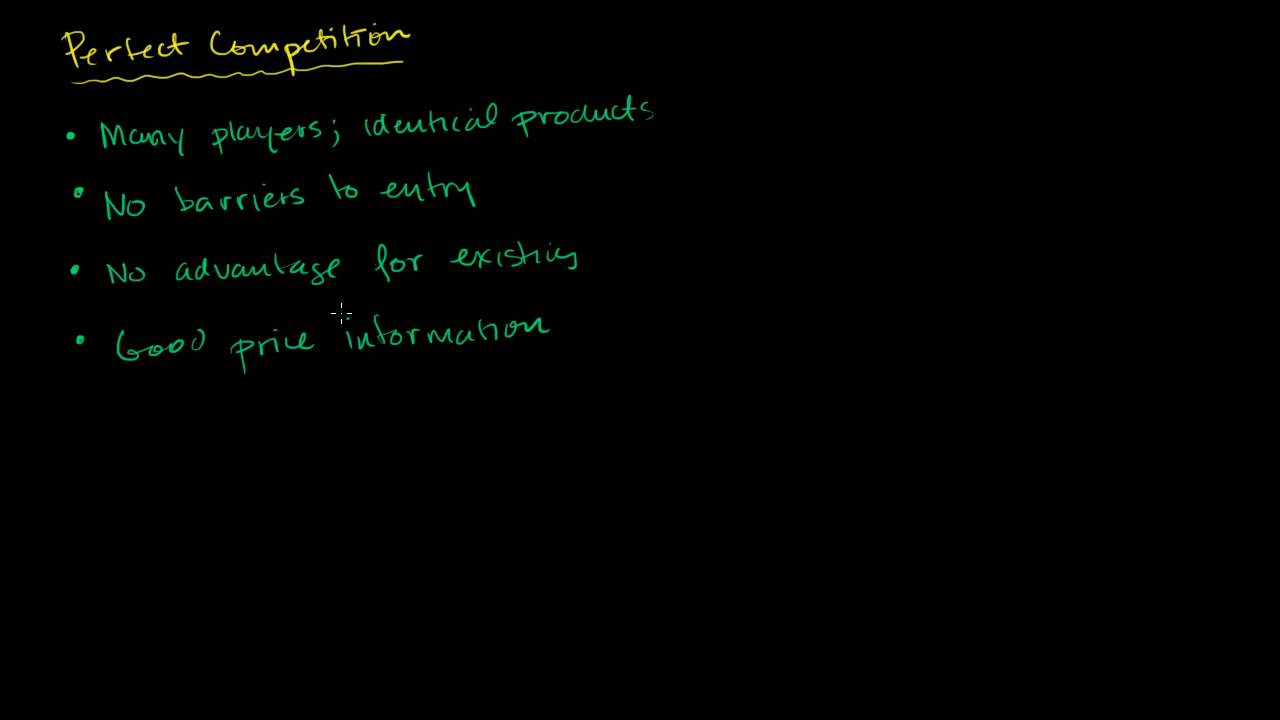 Perfect Competition
• Many players; identical products
• No barriers to entry
• No advantage for existing
• Good price information